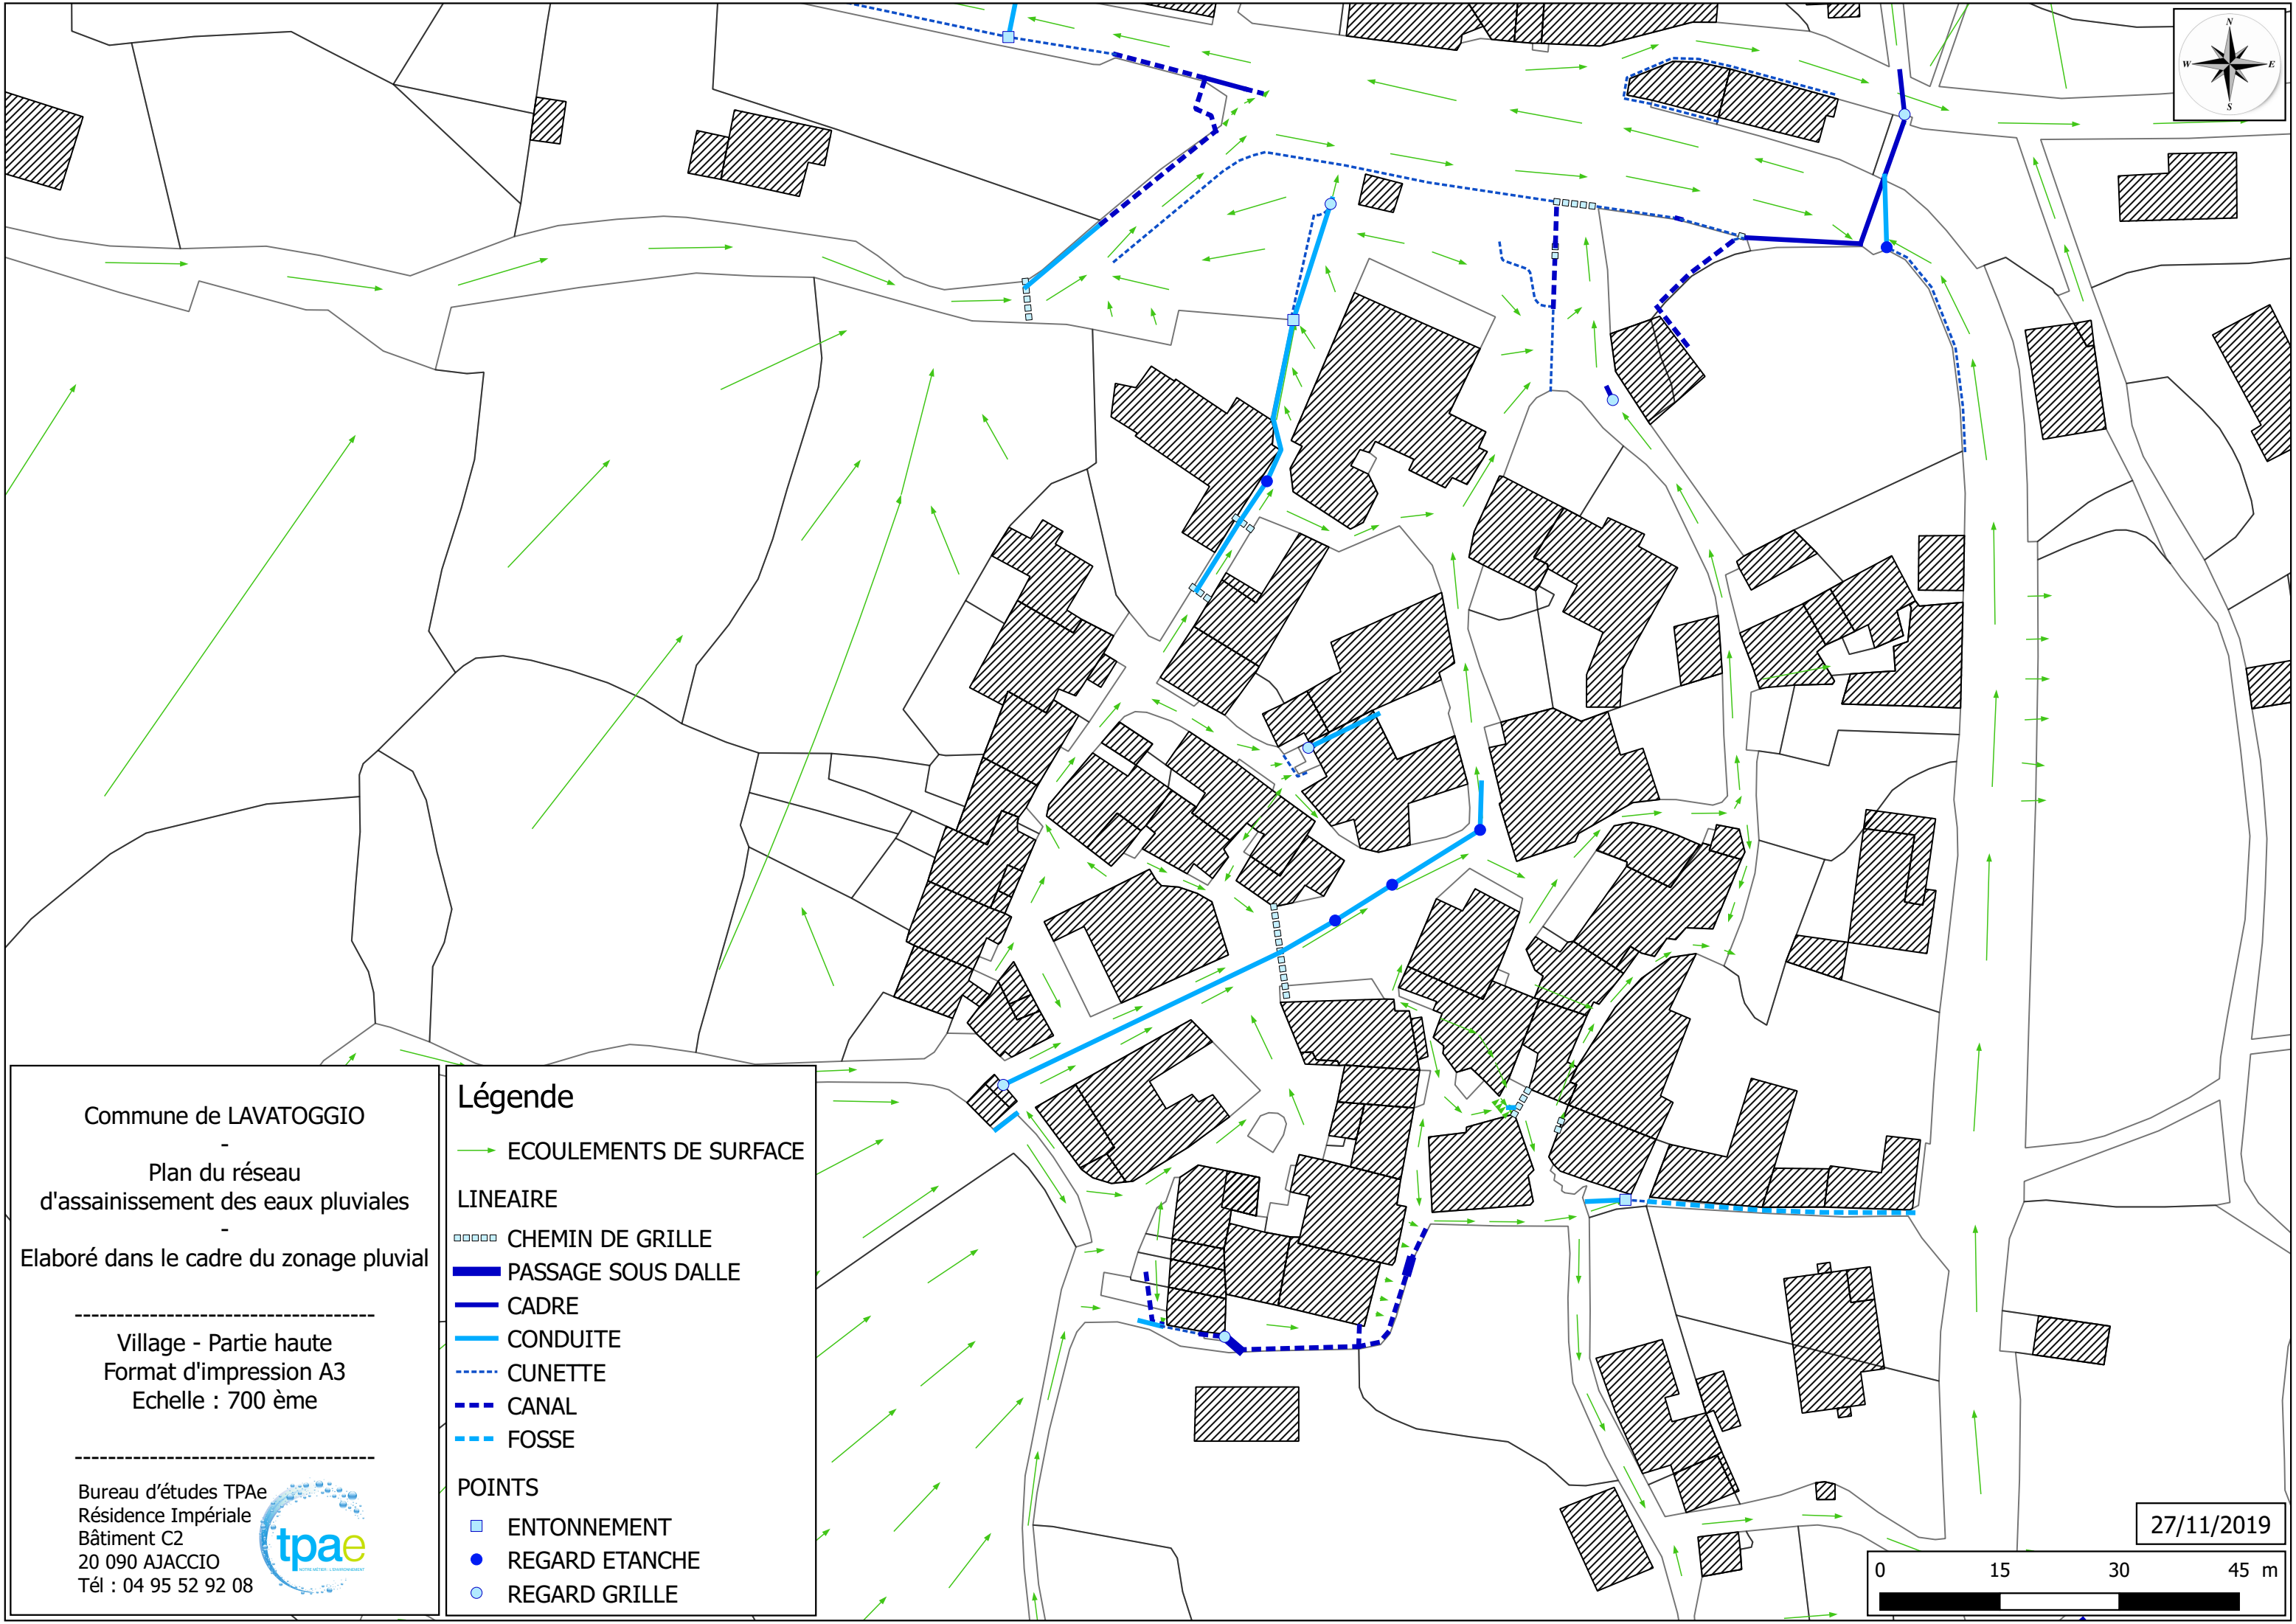 N
W E
S
Commune de LAVATOGGIO
-
Plan du réseau
d'assainissement des eaux pluviales
-
Elaboré dans le cadre du zonage pluvial
------------------------------------
Village - Partie haute
Format d'impression A3
Echelle : 700 ème
------------------------------------
Bureau d'études TPAe
Résidence Impériale
Bâtiment C2
20 090 AJACCIO
Tél : 04 95 52 92 08
tpae
Légende
ECOULEMENTS DE SURFACE
LINEAIRE
CHEMIN DE GRILLE
PASSAGE SOUS DALLE
CADRE
CONDUITE
CUNETTE
CANAL
FOSSE
POINTS
ENTONNEMENT
REGARD ETANCHE
REGARD GRILLE
27/11/2019
0 15 30 45 m